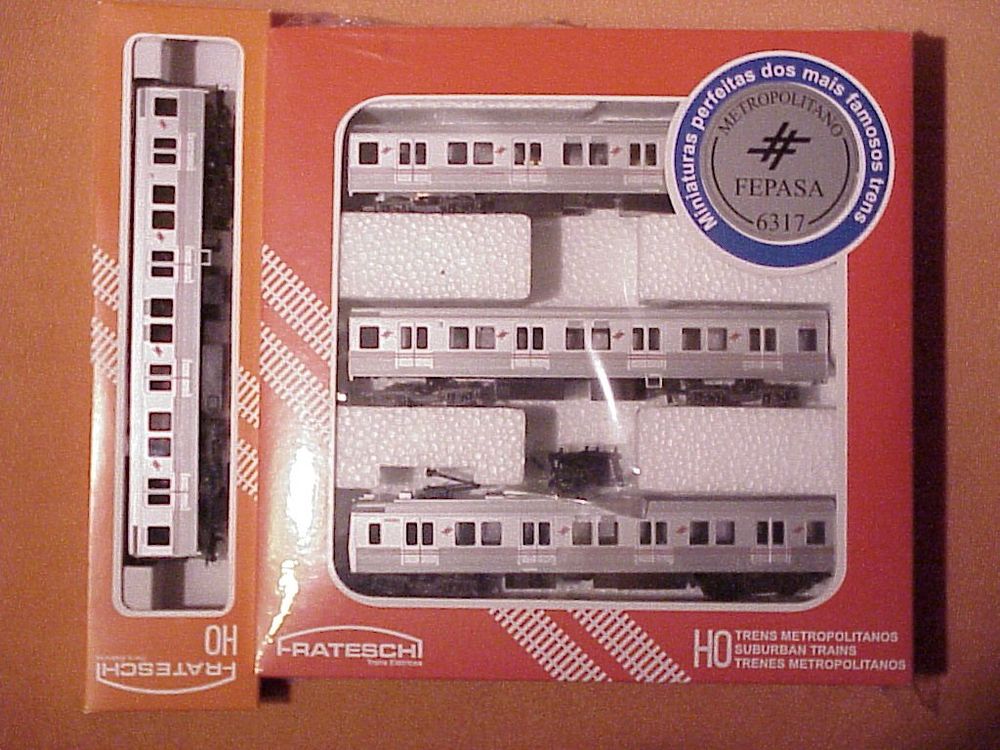 Miniaturas perfeitas dos mais famosos trens
METROPOLITANO
FEPASA
6317
FRATESCHI
Trens Elétricos
HO
TRENS METROPOLITANOS
SUBURBAN TRAINS
TRENES METROPOLITANOS
HO
FRATESCHI